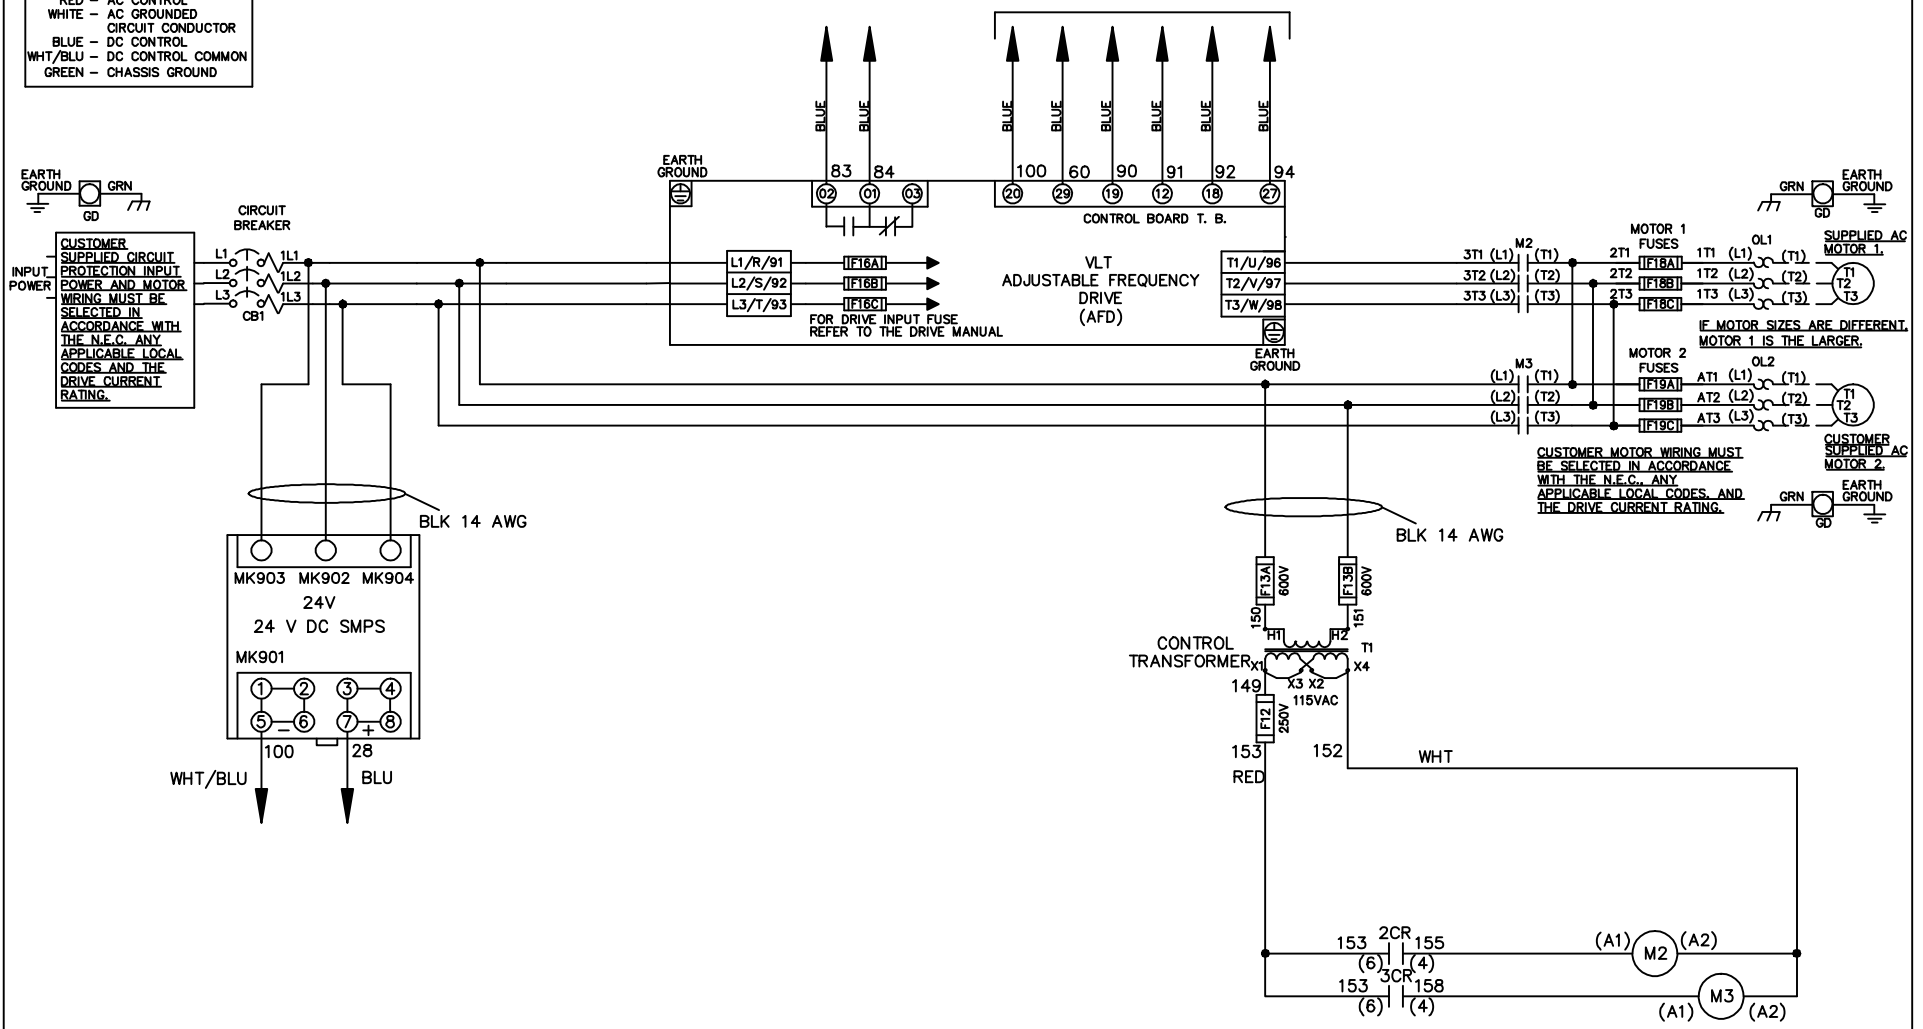 RED – AC CONTROL
WHITE – AC GROUNDED
CIRCUIT CONDUCTOR
BLUE – DC CONTROL
WHT/BLU – DC CONTROL COMMON
GREEN – CHASSIS GROUND
BLUE
BLUE
BLUE
BLUE
BLUE
BLUE
BLUE
BLUE
EARTH
GROUND
83
84
100
60
90
91
92
94
02
01
03
20
29
19
12
18
27
CONTROL BOARD T. B.
EARTH
GROUND
GRN
GD
CIRCUIT
BREAKER
CUSTOMER
SUPPLIED CIRCUIT
PROTECTION INPUT
POWER AND MOTOR
WIRING MUST BE
SELECTED IN
ACCORDANCE WITH
THE N.E.C. ANY
APPLICABLE LOCAL
CODES AND THE
DRIVE CURRENT
RATING.
INPUT
POWER
L1
L2
L3
1L1
1L2
1L3
CB1
L1/R/91
L2/S/92
L3/T/93
F16A
F16B
F16C
FOR DRIVE INPUT FUSE
REFER TO THE DRIVE MANUAL
VLT
ADJUSTABLE FREQUENCY
DRIVE
(AFD)
T1/U/96
T2/V/97
T3/W/98
EARTH
GROUND
M2
3T1 (L1) (T1)
3T2 (L2) (T2)
3T3 (L3) (T3)
MOTOR 1
FUSES
2T1 F18A 1T1 (L1)
2T2 F18B 1T2 (L2)
2T3 F18C 1T3 (L3)
OL1
(T1)
(T2)
(T3)
T1
T2
T3
GRN
EARTH
GROUND
GD
SUPPLIED AC
MOTOR 1.
IF MOTOR SIZES ARE DIFFERENT,
MOTOR 1 IS THE LARGER.
M3
(L1) (T1)
(L2) (T2)
(L3) (T3)
MOTOR 2
FUSES
F19A AT1 (L1)
F19B AT2 (L2)
F19C AT3 (L3)
OL2
(T1)
(T2)
(T3)
T1
T2
T3
CUSTOMER
SUPPLIED AC
MOTOR 2.
CUSTOMER MOTOR WIRING MUST
BE SELECTED IN ACCORDANCE
WITH THE N.E.C., ANY
APPLICABLE LOCAL CODES, AND
THE DRIVE CURRENT RATING.
GRN
EARTH
GROUND
GD
BLK 14 AWG
MK903 MK902 MK904
24V
24 V DC SMPS
MK901
1 2 3 4
5 6 7 8
– +
100
28
WHT/BLU
BLU
BLK 14 AWG
F13A
600V
F13B
600V
150
151
H1
H2
T1
CONTROL
TRANSFORMER
X1
X3 X2
X4
115VAC
149
F12
250V
153
RED
152
WHT
2CR
153 155
(6) (4)
(A1) M2 (A2)
3CR
153 158
(6) (4)
(A1) M3 (A2)